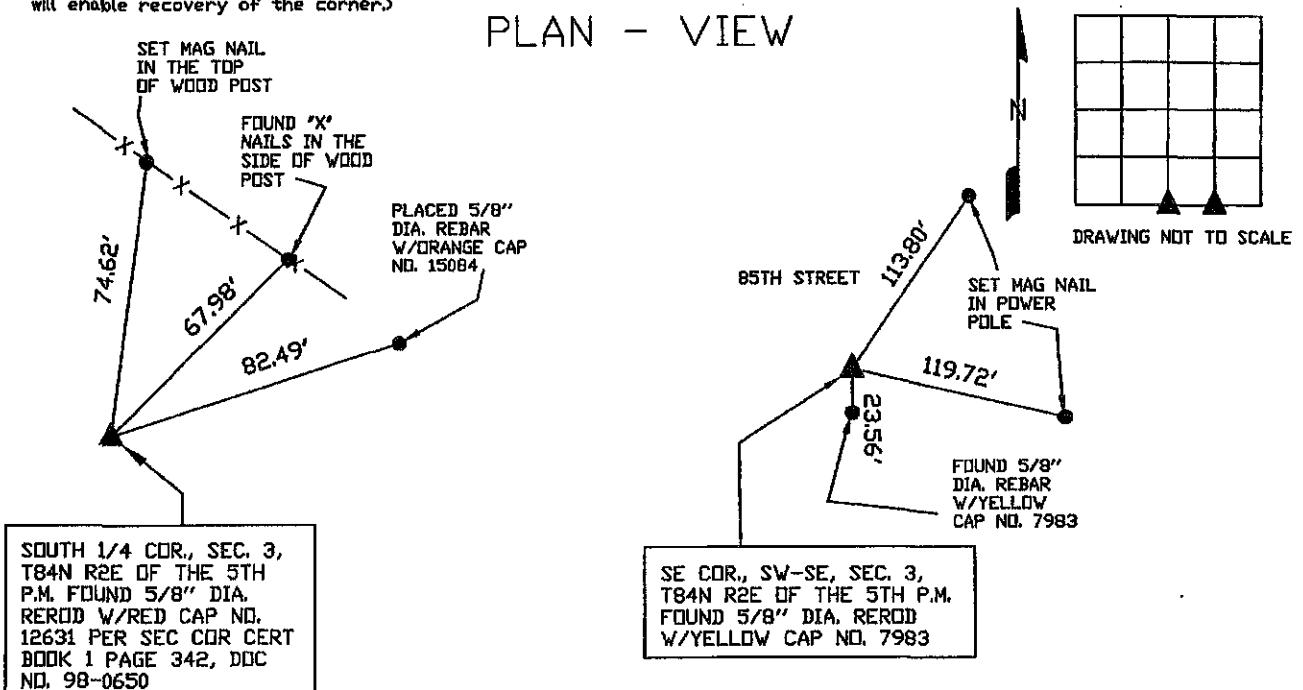 will enable recovery of the corner.)
PLAN - VIEW
SET MAG NAIL
IN THE TOP
OF WOOD POST
FOUND "X"
NAILS IN THE
SIDE OF WOOD
POST
PLACED 5/8"
DIA. REBAR
W/ORANGE CAP
NO. 15084
74.62'
67.98'
82.49'
X
X
X
X
SOUTH 1/4 COR., SEC. 3,
T84N R2E OF THE 5TH
P.M. FOUND 5/8" DIA.
REROD W/RED CAP NO.
12631 PER SEC COR CERT
BOOK 1 PAGE 342, DOC
NO. 98-0650
N
DRAWING NOT TO SCALE
85TH STREET
113.80'
SET MAG NAIL
IN POWER
POLE
119.72'
23.56'
FOUND 5/8"
DIA. REBAR
W/YELLOW
CAP NO. 7983
SE COR., SW-SE, SEC. 3,
T84N R2E OF THE 5TH P.M.
FOUND 5/8" DIA. REROD
W/YELLOW CAP NO. 7983